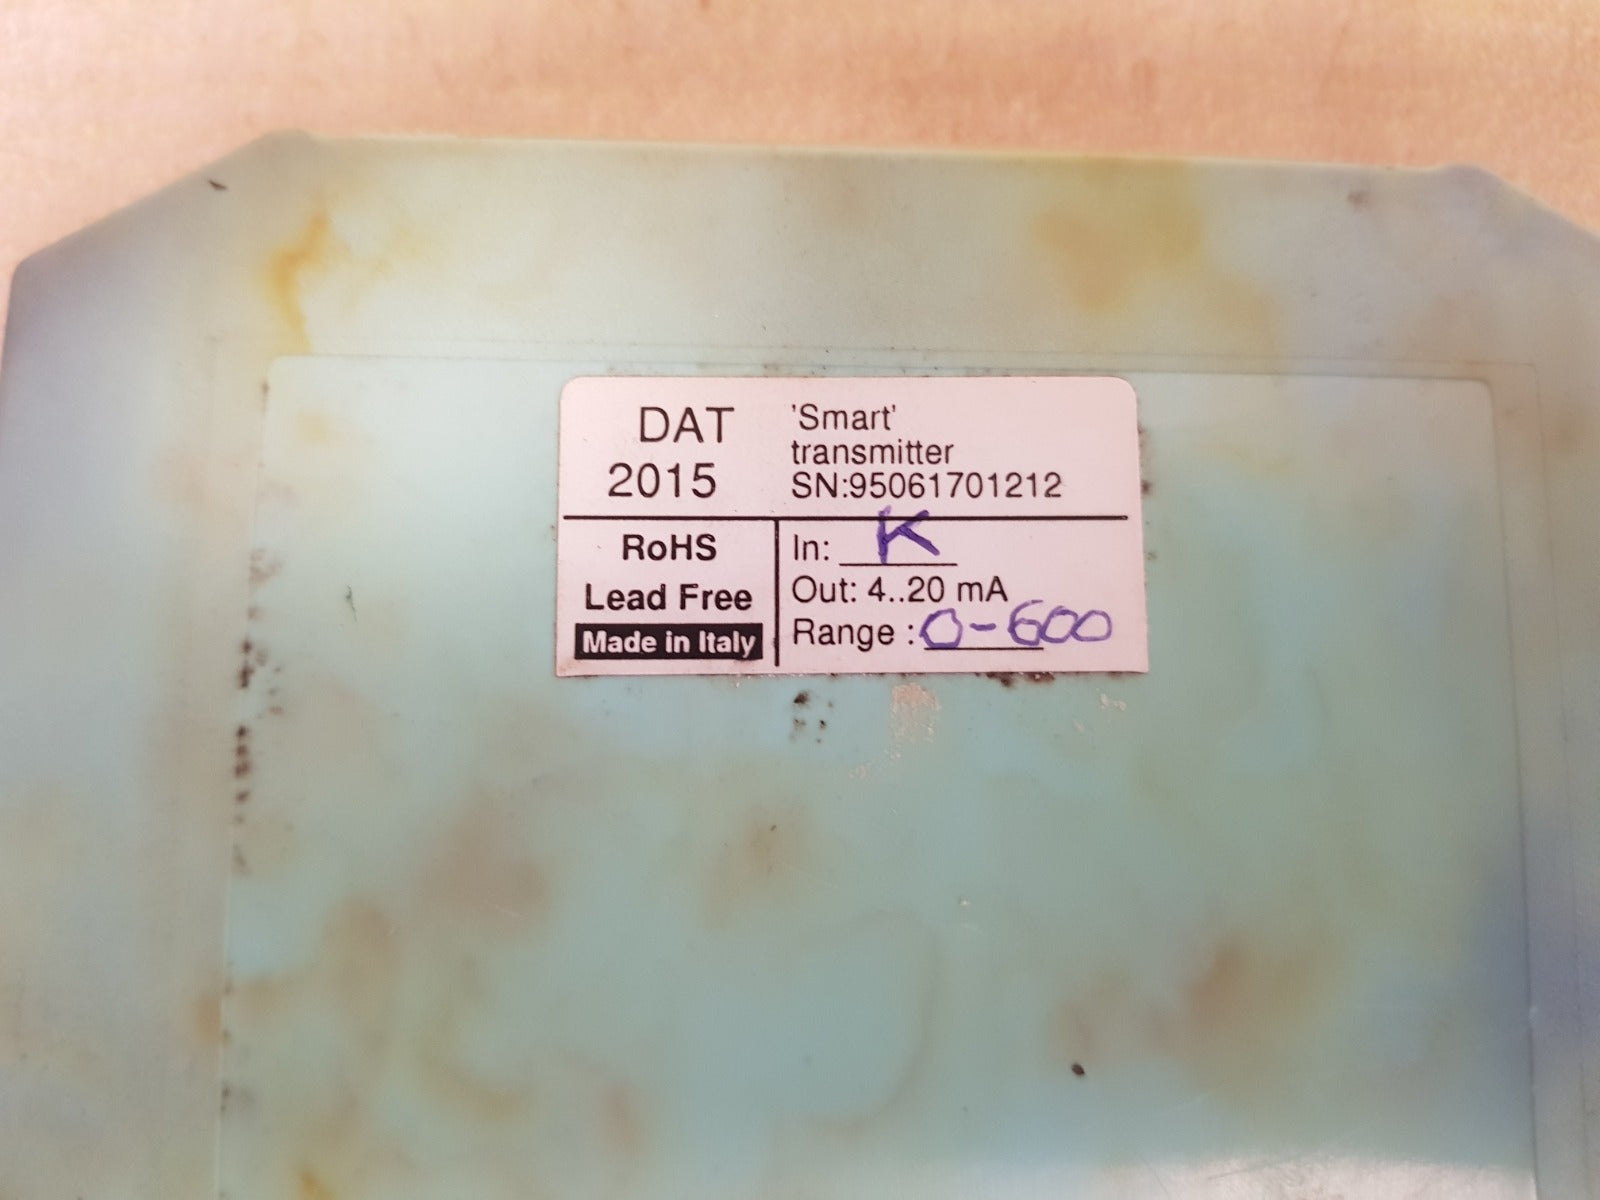 DAT
2015
'Smart'
transmitter
SN:95061701212
RoHS
Lead Free
Made in Italy
In: K
Out: 4..20 mA
Range : 0-600